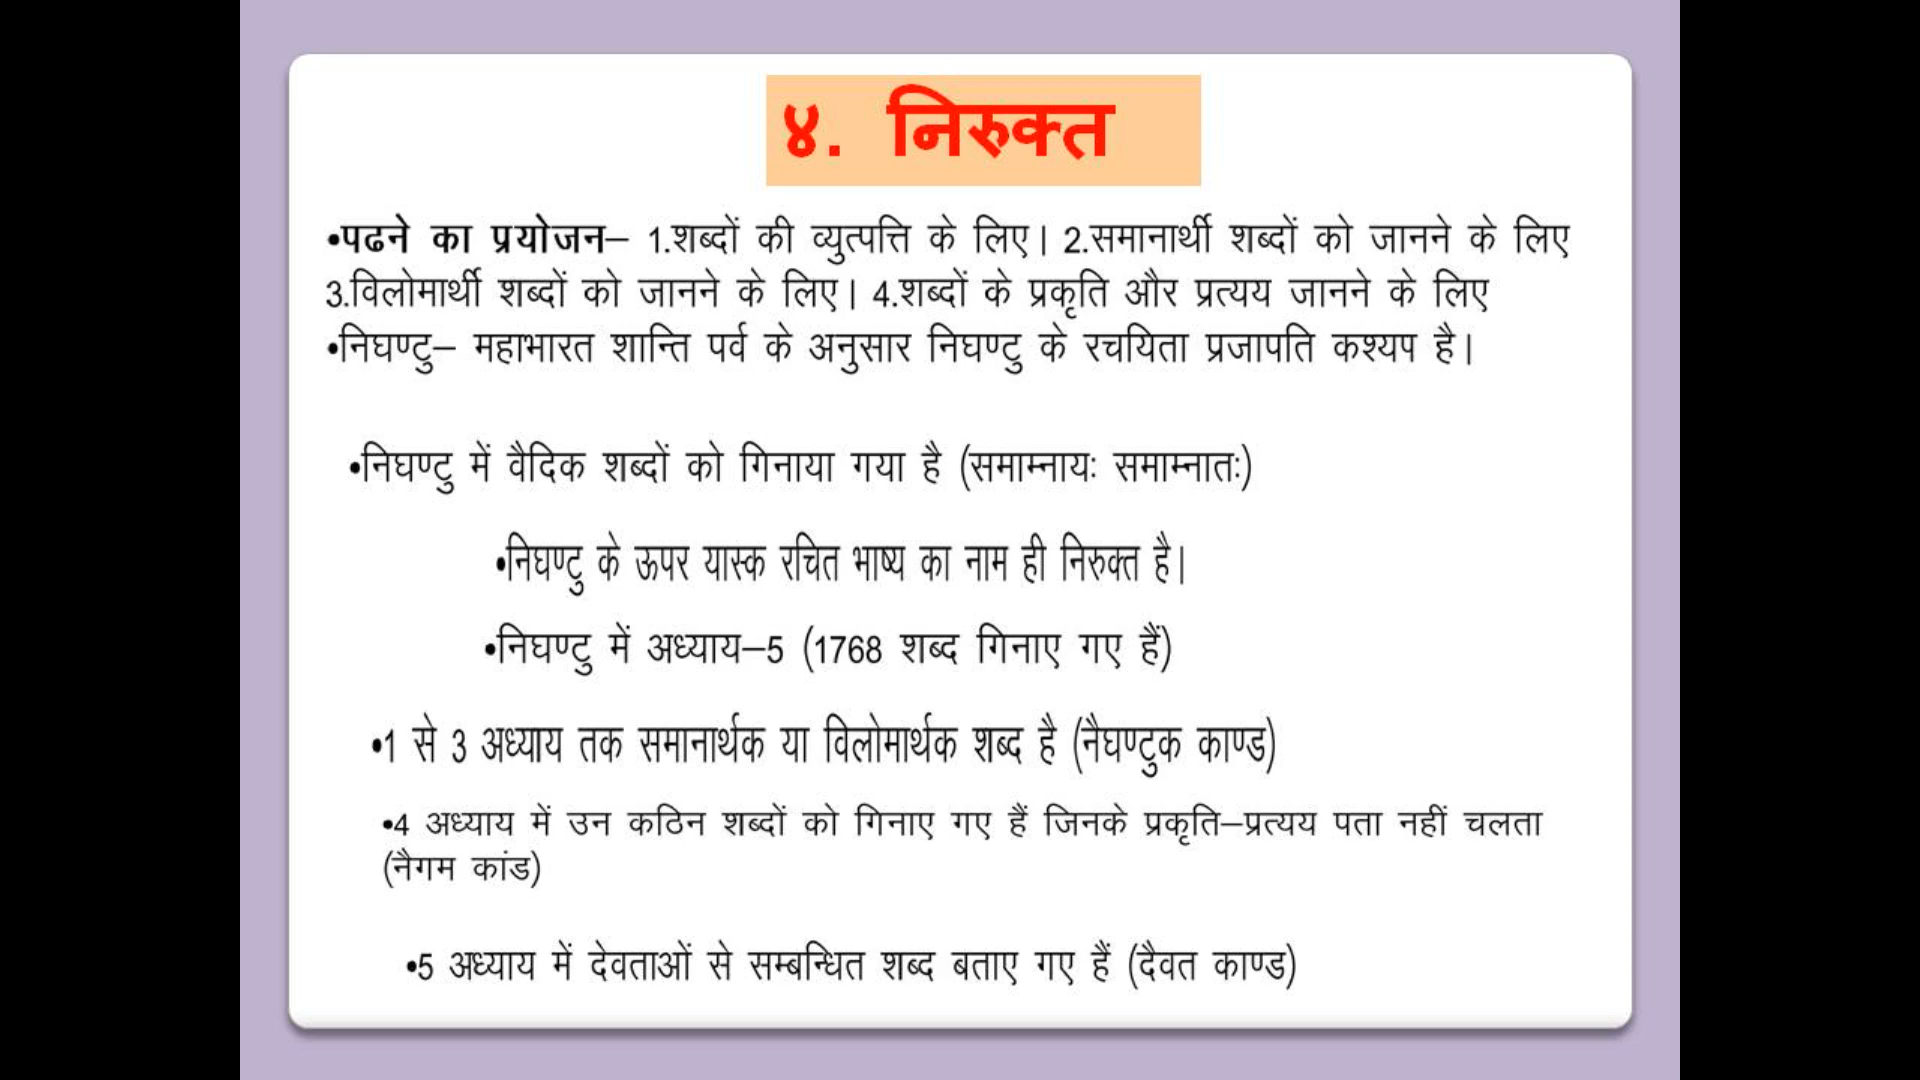 ४. निरुक्त
•पढने का प्रयोजन– 1.शब्दों की व्युत्पत्ति के लिए। 2.समानार्थी शब्दों को जानने के लिए
3.विलोमार्थी शब्दों को जानने के लिए। 4.शब्दों के प्रकृति और प्रत्यय जानने के लिए
•निघण्टु– महाभारत शान्ति पर्व के अनुसार निघण्टु के रचयिता प्रजापति कश्यप है।
•निघण्टु में वैदिक शब्दों को गिनाया गया है (समाम्नायः समाम्नातः)
•निघण्टु के ऊपर यास्क रचित भाष्य का नाम ही निरुक्त है।
•निघण्टु में अध्याय–5 (1768 शब्द गिनाए गए हैं)
•1 से 3 अध्याय तक समानार्थक या विलोमार्थक शब्द है (नैघण्टुक काण्ड)
•4 अध्याय में उन कठिन शब्दों को गिनाए गए हैं जिनके प्रकृति–प्रत्यय पता नहीं चलता
(नैगम कांड)
•5 अध्याय में देवताओं से सम्बन्धित शब्द बताए गए हैं (दैवत काण्ड)